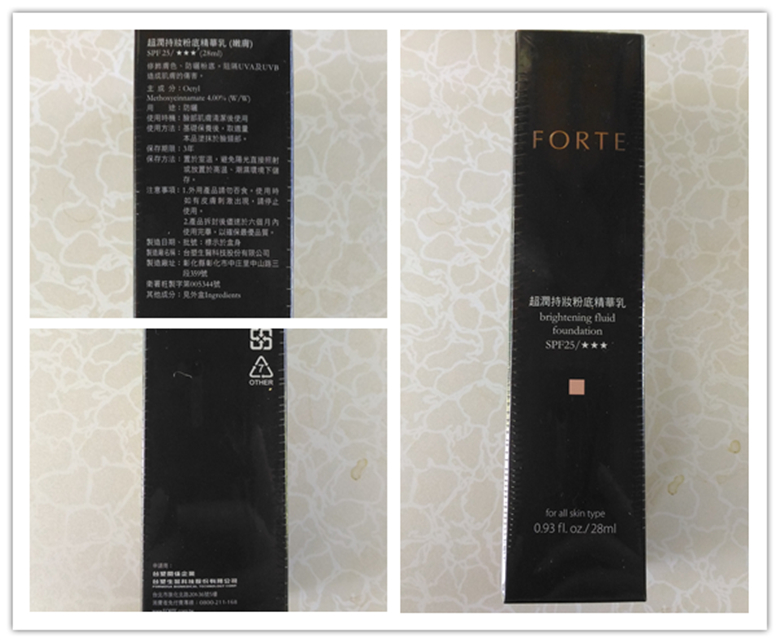 超潤持妝粉底精華乳 (嫩膚)
SPF 25/ ★★★ (28ml)
修飾膚色、防曬粉底。阻隔UVA及UVB
造成肌膚的傷害。
主 成 分：Octyl
Methoxycinnamate 4.00% (W/W)
用 途：防曬
使用時機：臉部肌膚清潔後使用
使用方法：基礎保養後，取適量
本品塗抹於臉頸部。
保存期限：3年
保存方法：置於室溫，避免陽光直接照射
或放置於高溫、潮濕環境下儲
存。
注意事項：1.外用產品請勿吞食。使用時
如有皮膚刺激出現，請停止
使用。
2.產品拆封後儘速於六個月內
使用完畢，以確保最優品質。
製造日期、批號：標示於盒身
製造廠名稱：台塑生醫科技股份有限公司
製造廠址：彰化縣彰化市中庄里中山路三
段359號
衛署粧製字第005344號
其他成分：見外盒Ingredients
7
OTHER
台塑關係企業
台塑生醫科技股份有限公司
FORMOSA BIOMEDICAL TECHNOLOGY CORP.
FORTE
超潤持妝粉底精華乳
brightening fluid
foundation
SPF25/★★★
for all skin type
0.93 fl. oz./ 28ml